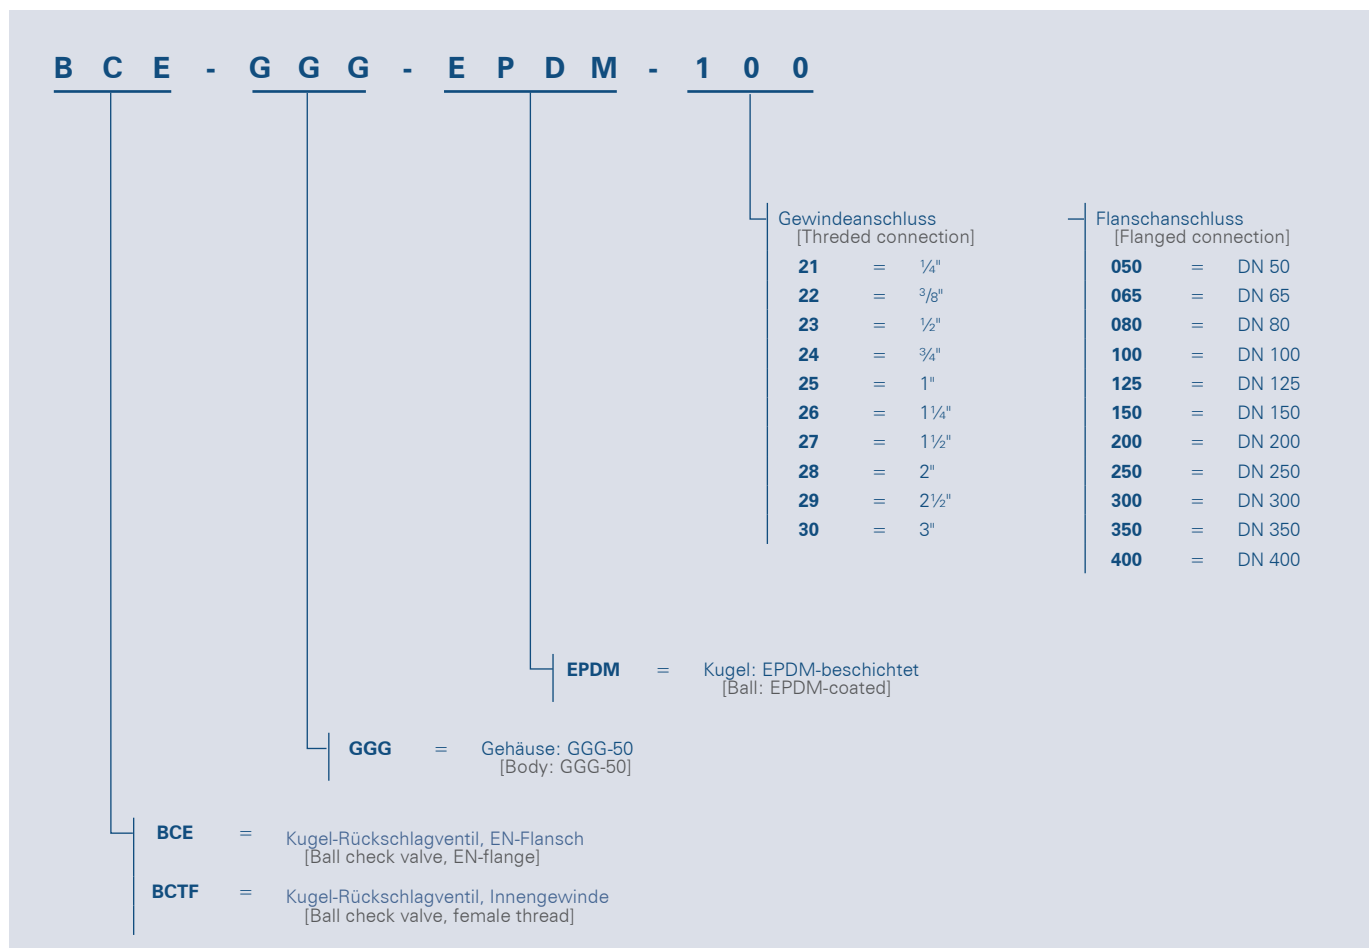 BCE-GGG-EPDM-100
Gewindeanschluss
[Threded connection]
21 = ¼"
22 = 3/8"
23 = ½"
24 = ¾"
25 = 1"
26 = 1¼"
27 = 1½"
28 = 2"
29 = 2½"
30 = 3"
Flanschanschluss
[Flanged connection]
050 = DN 50
065 = DN 65
080 = DN 80
100 = DN 100
125 = DN 125
150 = DN 150
200 = DN 200
250 = DN 250
300 = DN 300
350 = DN 350
400 = DN 400
EPDM = Kugel: EPDM-beschichtet
[Ball: EPDM-coated]
GGG = Gehäuse: GGG-50
[Body: GGG-50]
BCE = Kugel-Rückschlagventil, EN-Flansch
[Ball check valve, EN-flange]
BCTF = Kugel-Rückschlagventil, Innengewinde
[Ball check valve, female thread]